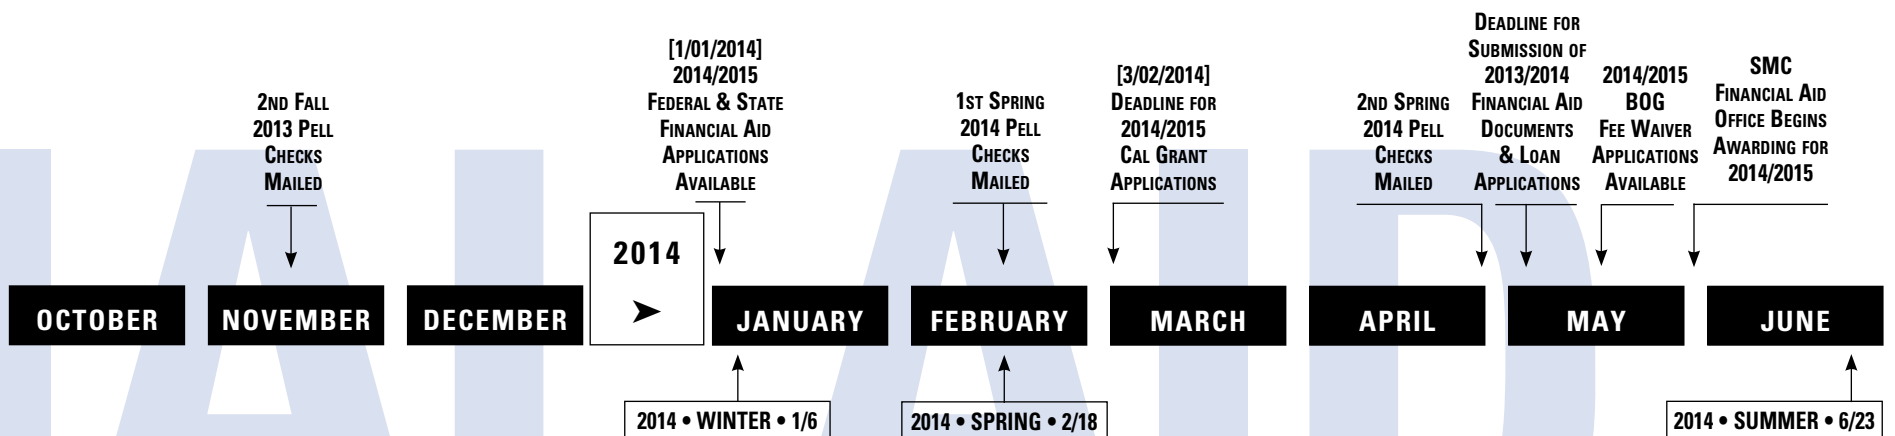 2ND FALL
2013 PELL
CHECKS
MAILED
[1/01/2014]
2014/2015
FEDERAL & STATE
FINANCIAL AID
APPLICATIONS
AVAILABLE
1ST SPRING
2014 PELL
CHECKS
MAILED
[3/02/2014]
DEADLINE FOR
2014/2015
CAL GRANT
APPLICATIONS
2ND SPRING
2014 PELL
CHECKS
MAILED
DEADLINE FOR
SUBMISSION OF
2013/2014
FINANCIAL AID
DOCUMENTS
& LOAN
APPLICATIONS
2014/2015
BOG
FEE WAIVER
APPLICATIONS
AVAILABLE
SMC
FINANCIAL AID
OFFICE BEGINS
AWARDING FOR
2014/2015
OCTOBER
NOVEMBER
DECEMBER
2014
JANUARY
FEBRUARY
MARCH
APRIL
MAY
JUNE
2014 • WINTER • 1/6
2014 • SPRING • 2/18
2014 • SUMMER • 6/23
IAL AID